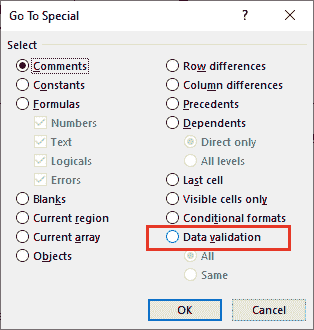 Go To Special
?
Select
Comments
Constants
Formulas
Numbers
Text
Logicals
Errors
Blanks
Current region
Current array
Objects
Row differences
Column differences
Precedents
Dependents
Direct only
All levels
Last cell
Visible cells only
Conditional formats
Data validation
All
Same
OK
Cancel